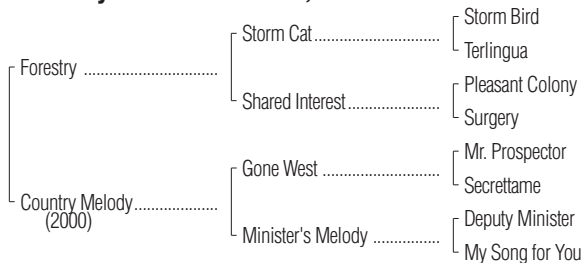 Storm Bird
Storm Cat
Terlingua
Forestry
Pleasant Colony
Shared Interest
Surgery
Mr. Prospector
Gone West
Secrettame
Country Melody
(2000)
Deputy Minister
Minister's Melody
My Song for You